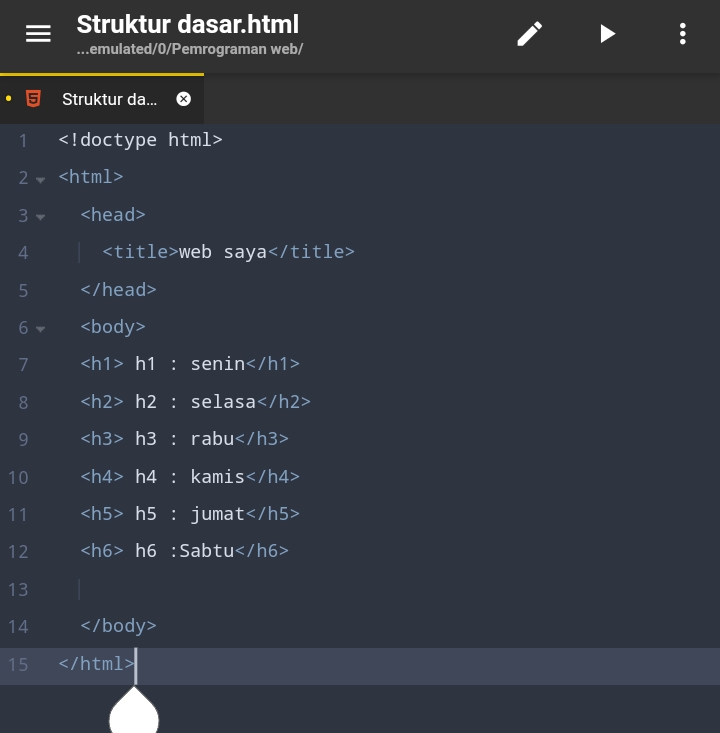 Struktur dasar.html
...emulated/0/Pemrograman web/
Struktur da...
1 <!doctype html>
2 <html>
3 <head>
4 <title>web saya</title>
5 </head>
6 <body>
7 <h1> h1 : senin</h1>
8 <h2> h2 : selasa</h2>
9 <h3> h3 : rabu</h3>
10 <h4> h4 : kamis</h4>
11 <h5> h5 : jumat</h5>
12 <h6> h6 :Sabtu</h6>
13
14 </body>
15 </html>